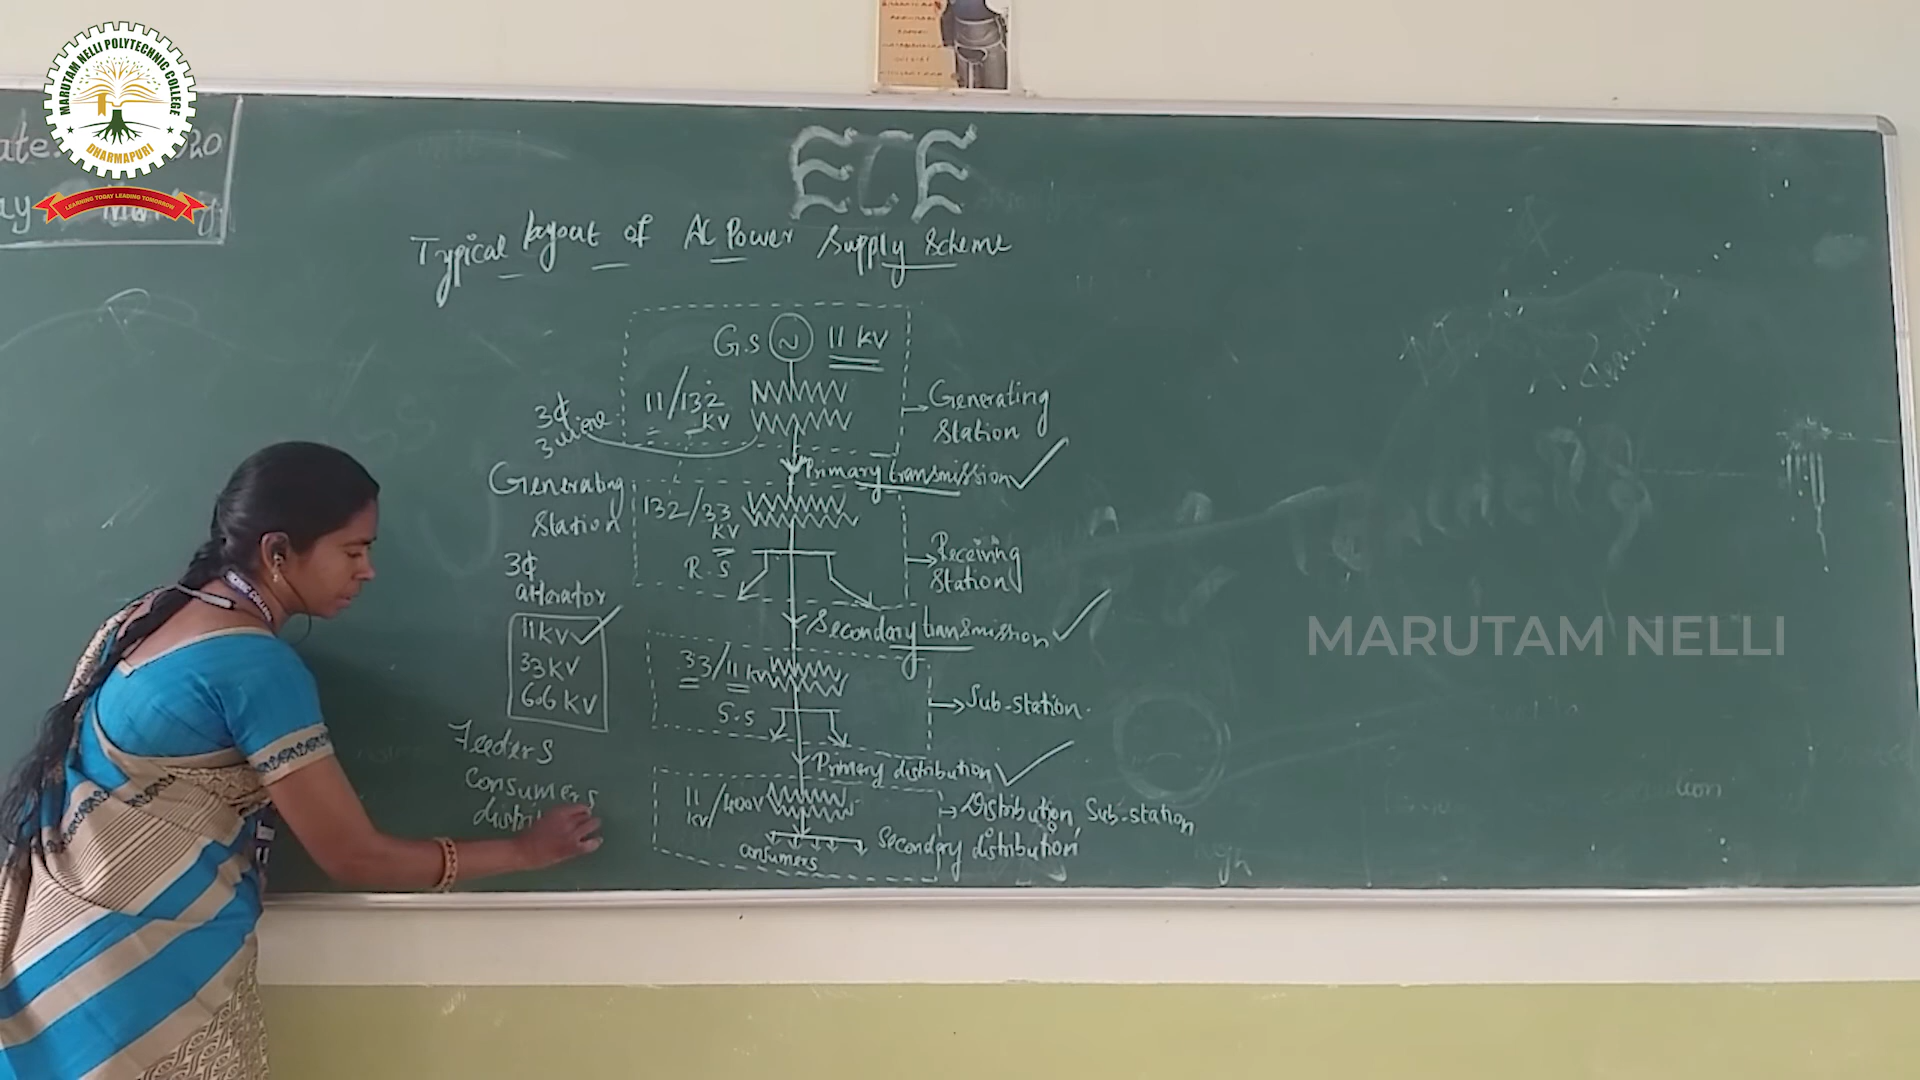 MARUTAM NELLI POLYTECHNIC COLLEGE
DHARMAPURI
LEARNING TODAY LEADING TOMORROW
ECE
Typical layout of AC Power Supply Scheme
G.S ~ 11 KV
11/132 KV
3ϕ
3 wire
Generating Station
Primary transmission
Generating Station
132/33 KV
R.S
Receiving Station
3ϕ
alterator
11KV
33KV
6.6 KV
Secondary transmission
33/11 KV
S.S
Sub-station
Feeders
consumers
Primary distribution
11 KV/400V
Distribution Sub-station
consumers
Secondary distribution
MARUTAM NELLI